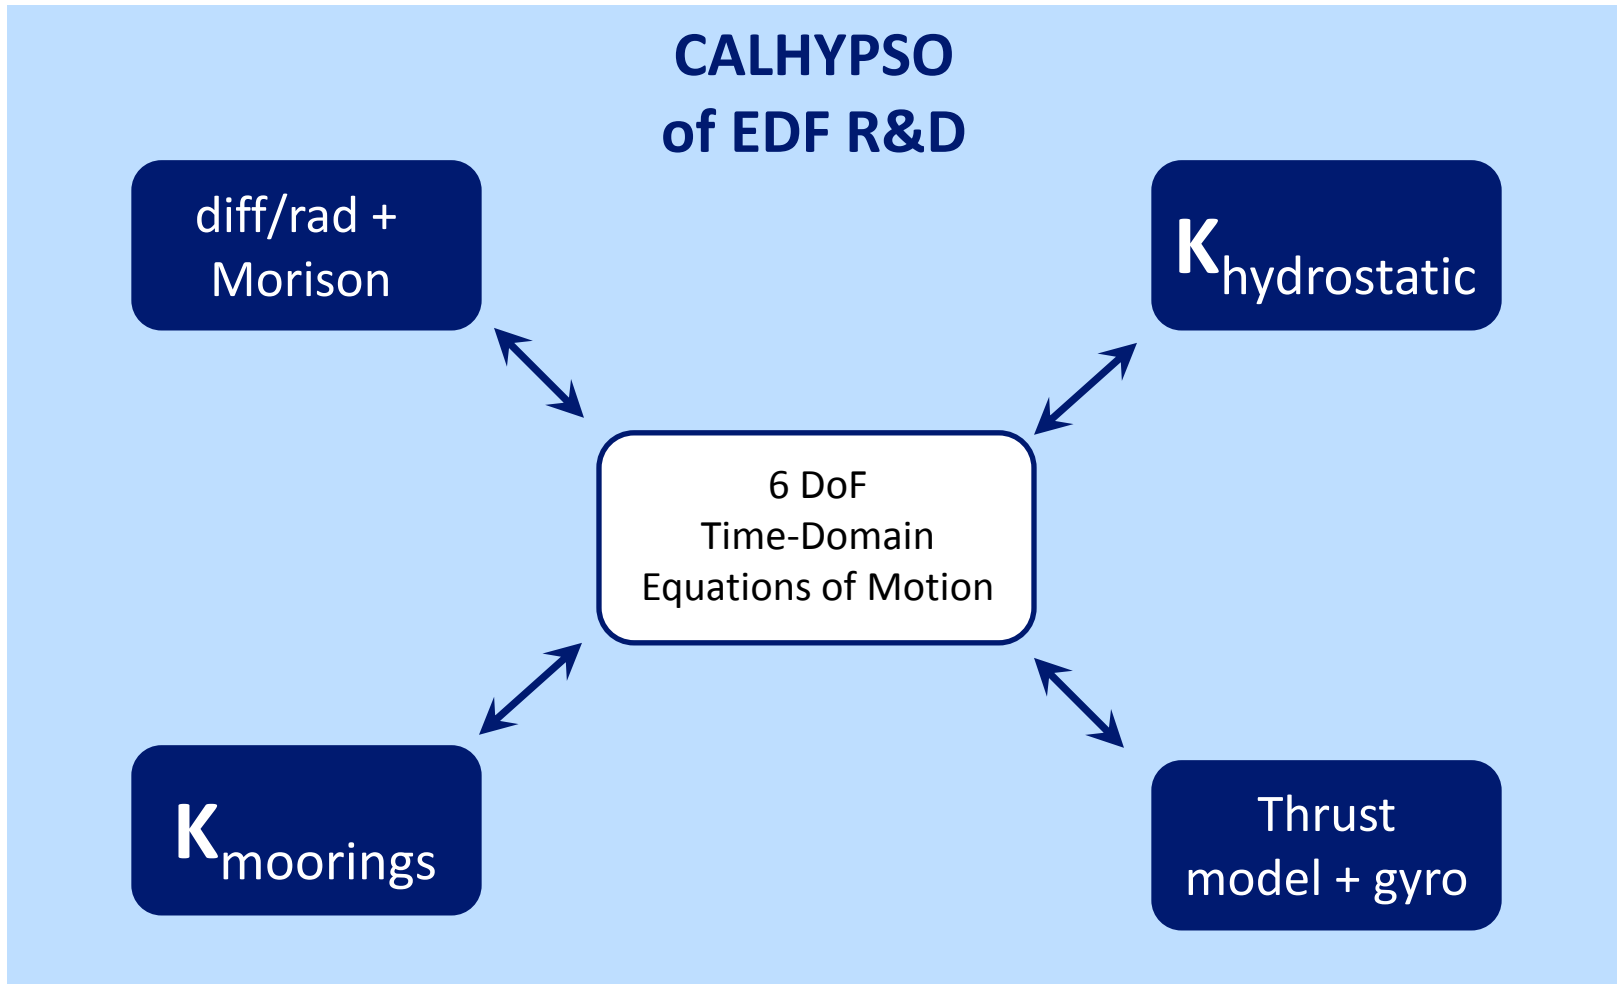 CALHYPSO
of EDF R&D
diff/rad +
Morison
Khydrostatic
6 DoF
Time-Domain
Equations of Motion
Kmoorings
Thrust
model + gyro